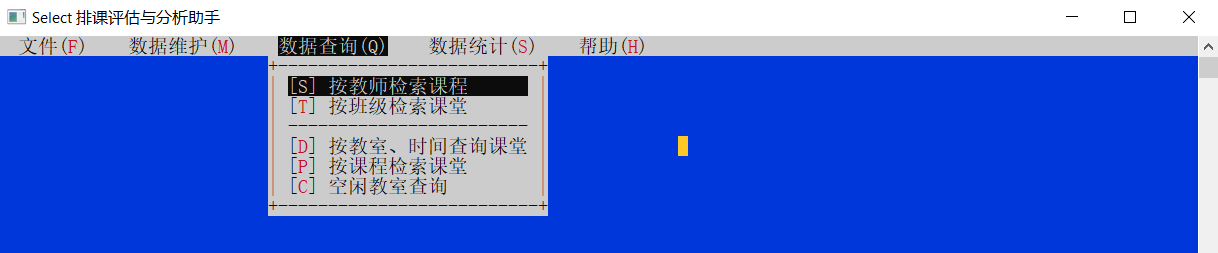 Select 排课评估与分析助手
文件(F) 数据维护(M) 数据查询(Q) 数据统计(S) 帮助(H)
[S] 按教师检索课程
[T] 按班级检索课堂
[D] 按教室、时间查询课堂
[P] 按课程检索课堂
[C] 空闲教室查询